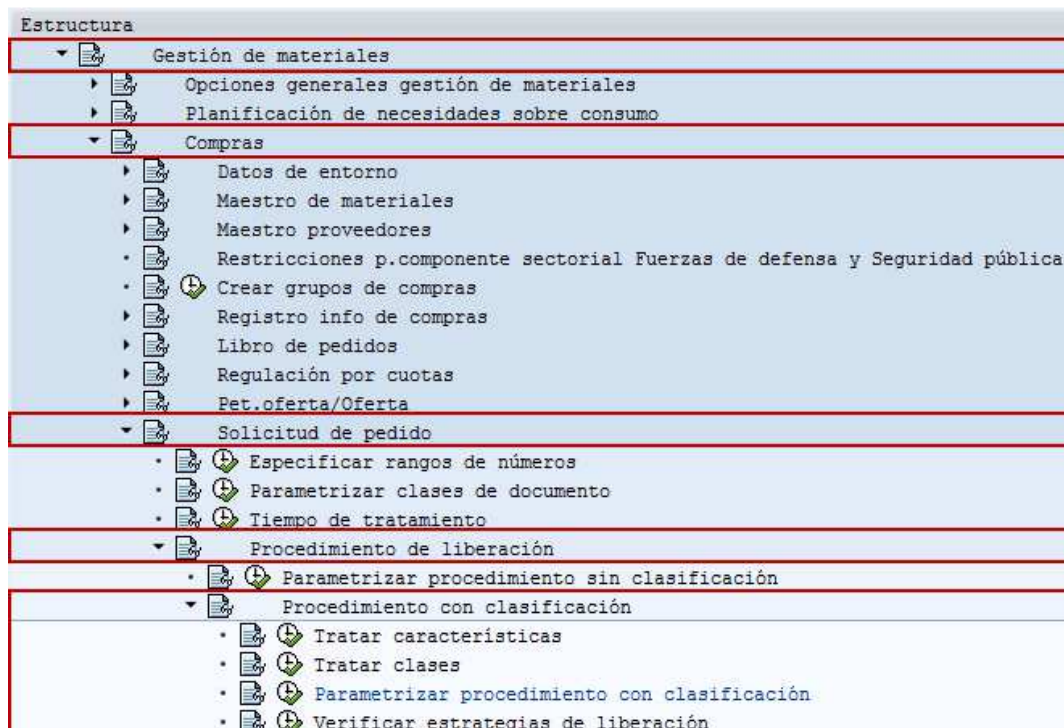 Estructura
Gestión de materiales
Opciones generales gestión de materiales
Planificación de necesidades sobre consumo
Compras
Datos de entorno
Maestro de materiales
Maestro proveedores
Restricciones p.componente sectorial Fuerzas de defensa y Seguridad pública
Crear grupos de compras
Registro info de compras
Libro de pedidos
Regulación por cuotas
Pet.oferta/Oferta
Solicitud de pedido
Especificar rangos de números
Parametrizar clases de documento
Tiempo de tratamiento
Procedimiento de liberación
Parametrizar procedimiento sin clasificación
Procedimiento con clasificación
Tratar características
Tratar clases
Parametrizar procedimiento con clasificación
Verificar estrategias de liberación